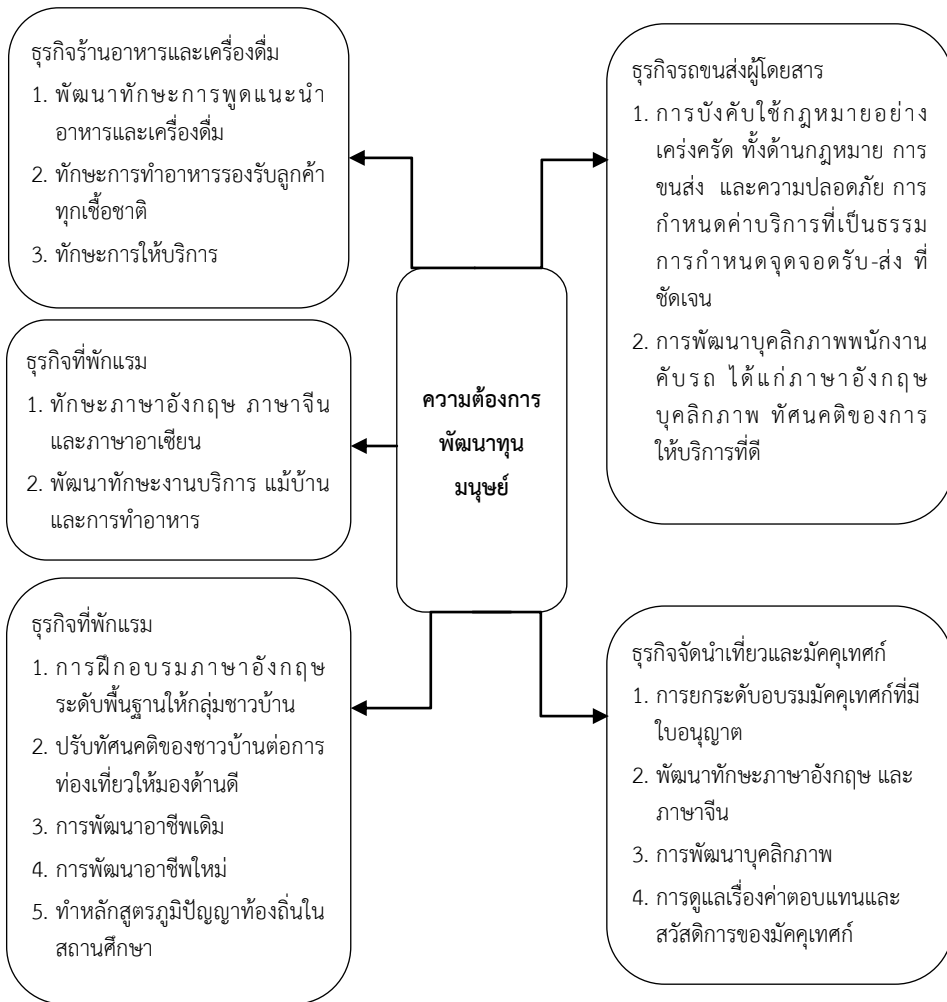 ธุรกิจร้านอาหารและเครื่องดื่ม
1. พัฒนาทักษะการพูดแนะนำ
อาหารและเครื่องดื่ม
2. ทักษะการทำอาหารรองรับลูกค้า
ทุกเชื้อชาติ
3. ทักษะการให้บริการ
ธุรกิจรถขนส่งผู้โดยสาร
1. การบังคับใช้กฎหมายอย่าง
เคร่งครัด ทั้งด้านกฎหมาย การ
ขนส่ง และความปลอดภัย การ
กำหนดค่าบริการที่เป็นธรรม
การกำหนดจุดจอดรับ-ส่ง ที่
ชัดเจน
2. การพัฒนาบุคลิกภาพพนักงาน
คับรถ ได้แก่ภาษาอังกฤษ
บุคลิกภาพ ทัศนคติของการ
ให้บริการที่ดี
ธุรกิจที่พักแรม
1. ทักษะภาษาอังกฤษ ภาษาจีน
และภาษาอาเซียน
2. พัฒนาทักษะงานบริการ แม้บ้าน
และการทำอาหาร
ความต้องการ
พัฒนาทุน
มนุษย์
ธุรกิจที่พักแรม
1. การฝึกอบรมภาษาอังกฤษ
ระดับพื้นฐานให้กลุ่มชาวบ้าน
2. ปรับทัศนคติของชาวบ้านต่อการ
ท่องเที่ยวให้มองด้านดี
3. การพัฒนาอาชีพเดิม
4. การพัฒนาอาชีพใหม่
5. ทำหลักสูตรภูมิปัญญาท้องถิ่นใน
สถานศึกษา
ธุรกิจจัดนำเที่ยวและมัคคุเทศก์
1. การยกระดับอบรมมัคคุเทศก์ที่มี
ใบอนุญาต
2. พัฒนาทักษะภาษาอังกฤษ และ
ภาษาจีน
3. การพัฒนาบุคลิกภาพ
4. การดูแลเรื่องค่าตอบแทนและ
สวัสดิการของมัคคุเทศก์